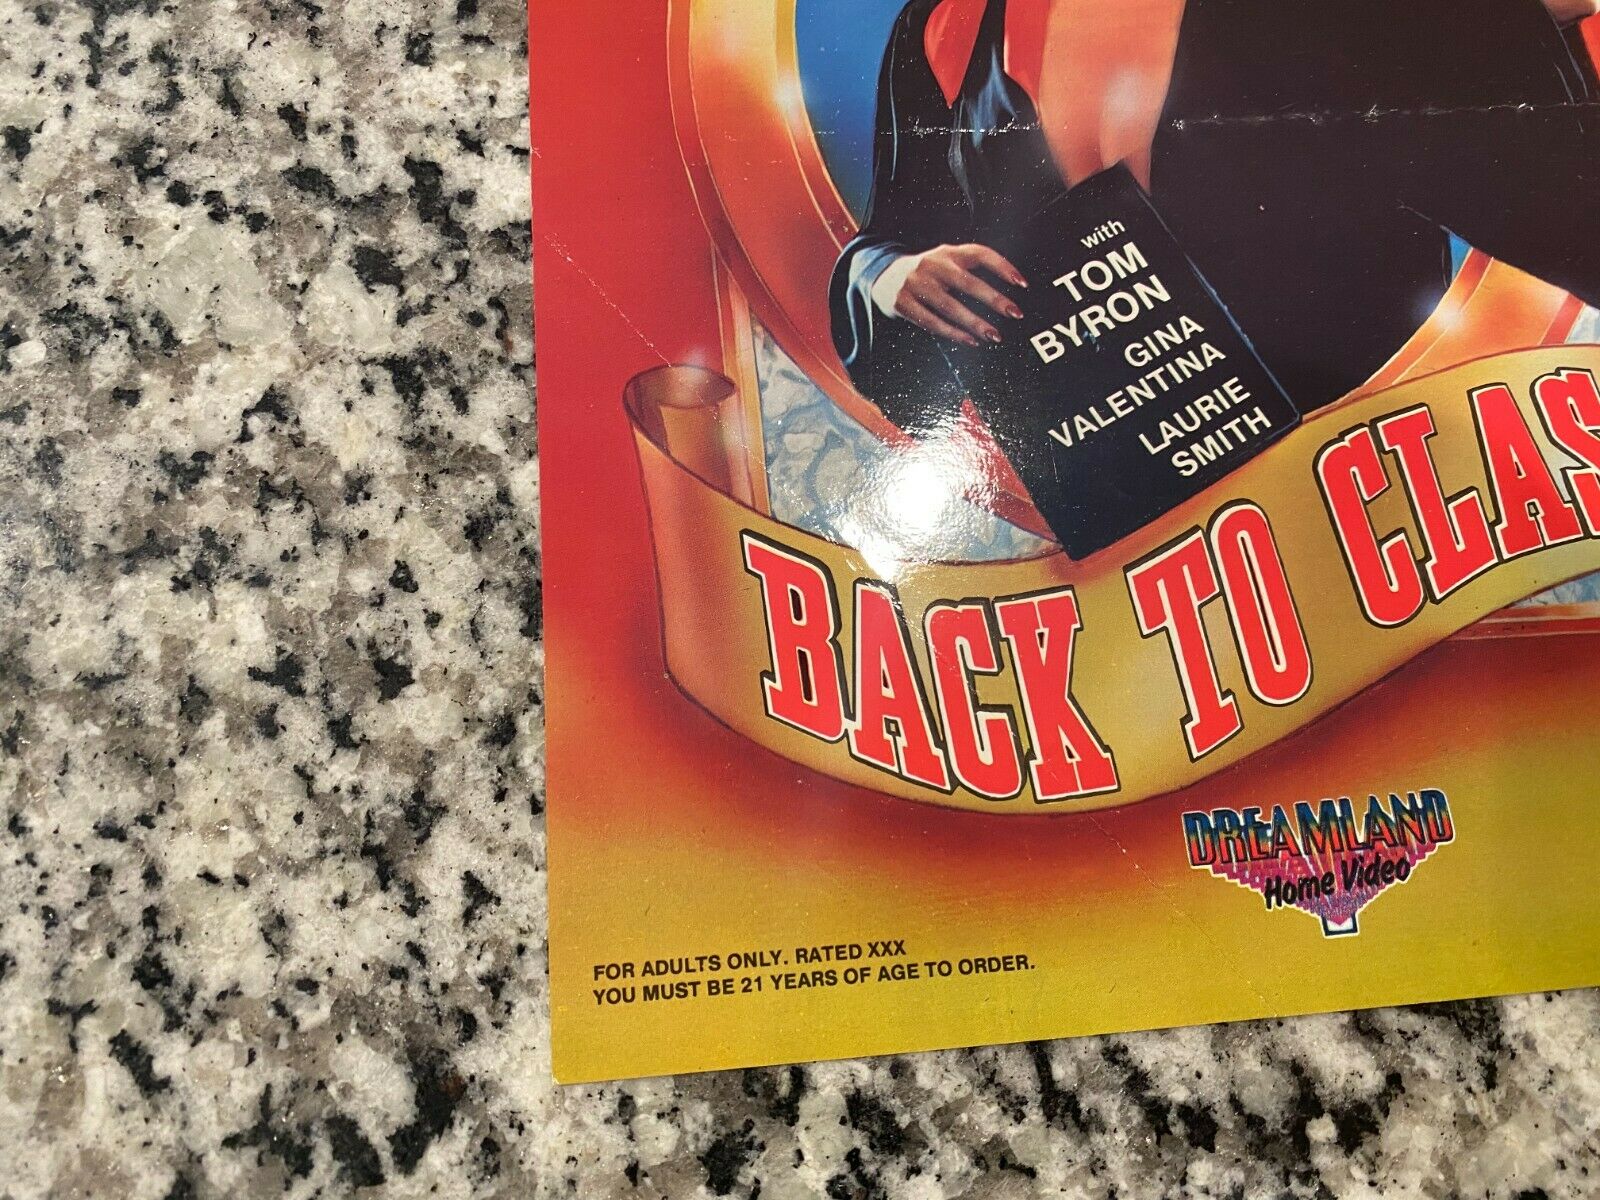 with
TOM
BYRON
GINA
VALENTINA
LAURIE
SMITH
BACK TO CLAS
DREAMLAND
Home Video
FOR ADULTS ONLY. RATED XXX
YOU MUST BE 21 YEARS OF AGE TO ORDER.